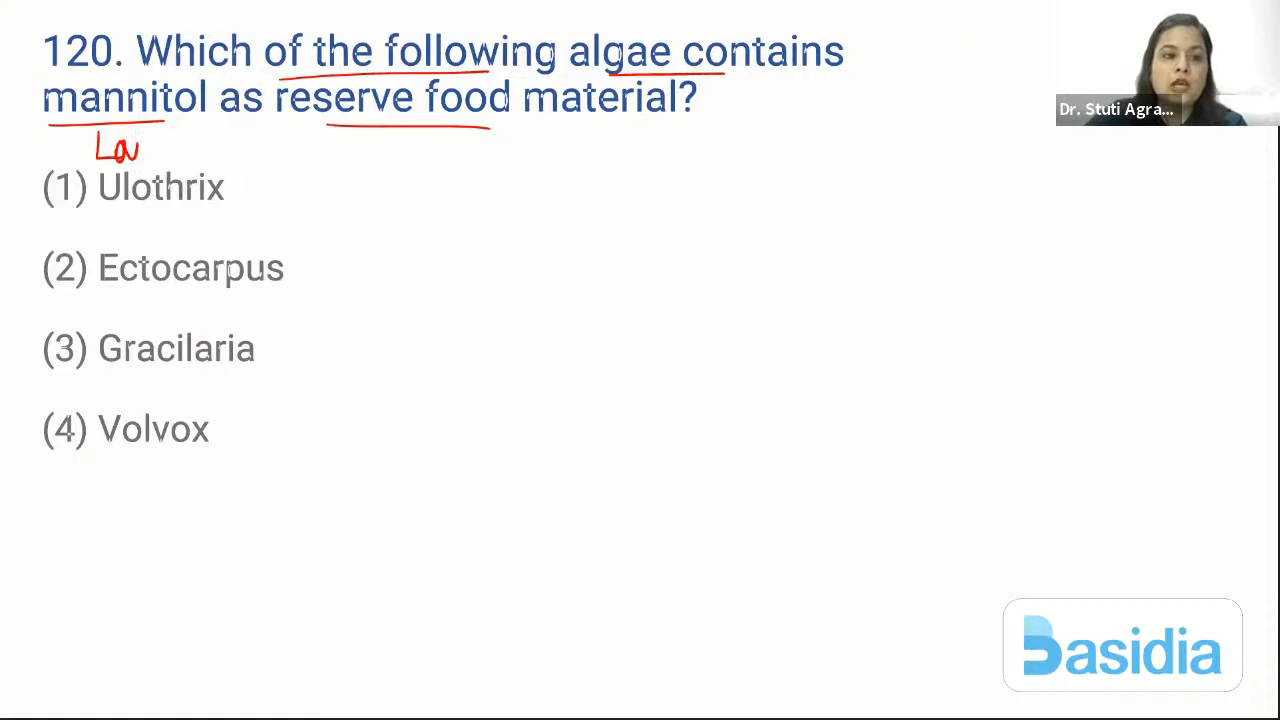 120. Which of the following algae contains
mannitol as reserve food material?
La
(1) Ulothrix
(2) Ectocarpus
(3) Gracilaria
(4) Volvox
Dr. Stuti Agra...
Basidia